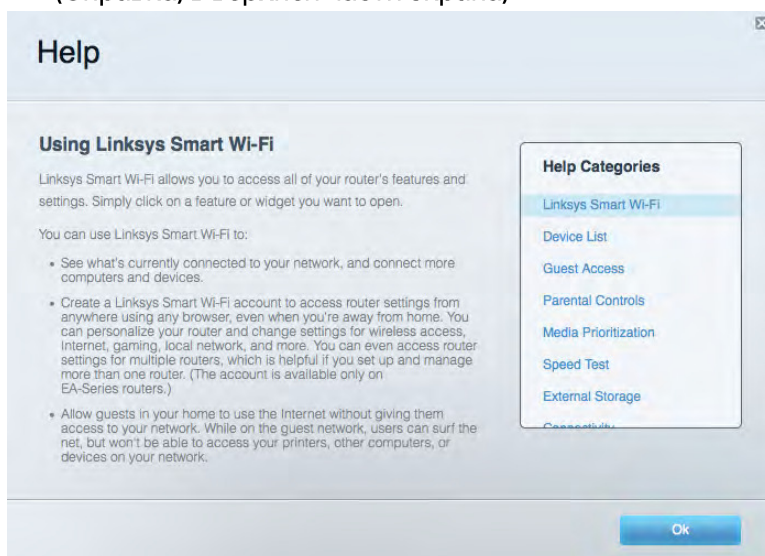 (Справка) в верхней части экрана)
Help
Using Linksys Smart Wi-Fi
Linksys Smart Wi-Fi allows you to access all of your router's features and
settings. Simply click on a feature or widget you want to open.
You can use Linksys Smart Wi-Fi to:
• See what's currently connected to your network, and connect more
computers and devices.
• Create a Linksys Smart Wi-Fi account to access router settings from
anywhere using any browser, even when you're away from home. You
can personalize your router and change settings for wireless access,
Internet, gaming, local network, and more. You can even access router
settings for multiple routers, which is helpful if you set up and manage
more than one router. (The account is available only on
EA-Series routers.)
• Allow guests in your home to use the Internet without giving them
access to your network. While on the guest network, users can surf the
net, but won't be able to access your printers, other computers, or
devices on your network.
Help Categories
Linksys Smart Wi-Fi
Device List
Guest Access
Parental Controls
Media Prioritization
Speed Test
External Storage
Connectivity
Ok